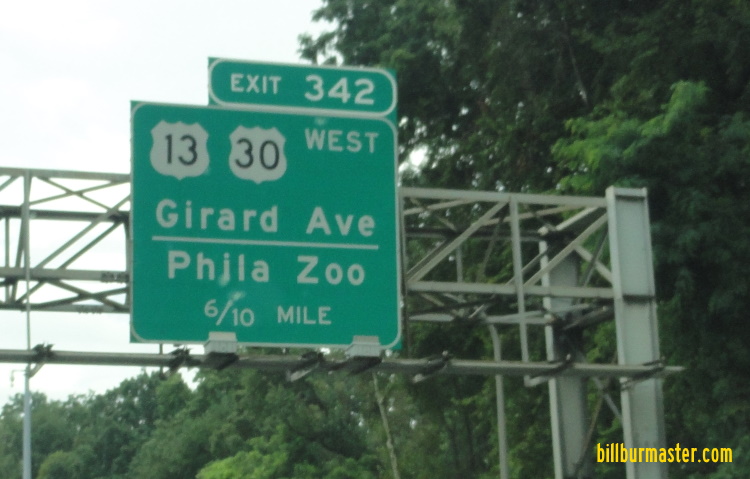 EXIT 342
13 30 WEST
Girard Ave
Phila Zoo
6/10 MILE
billburmaster.com